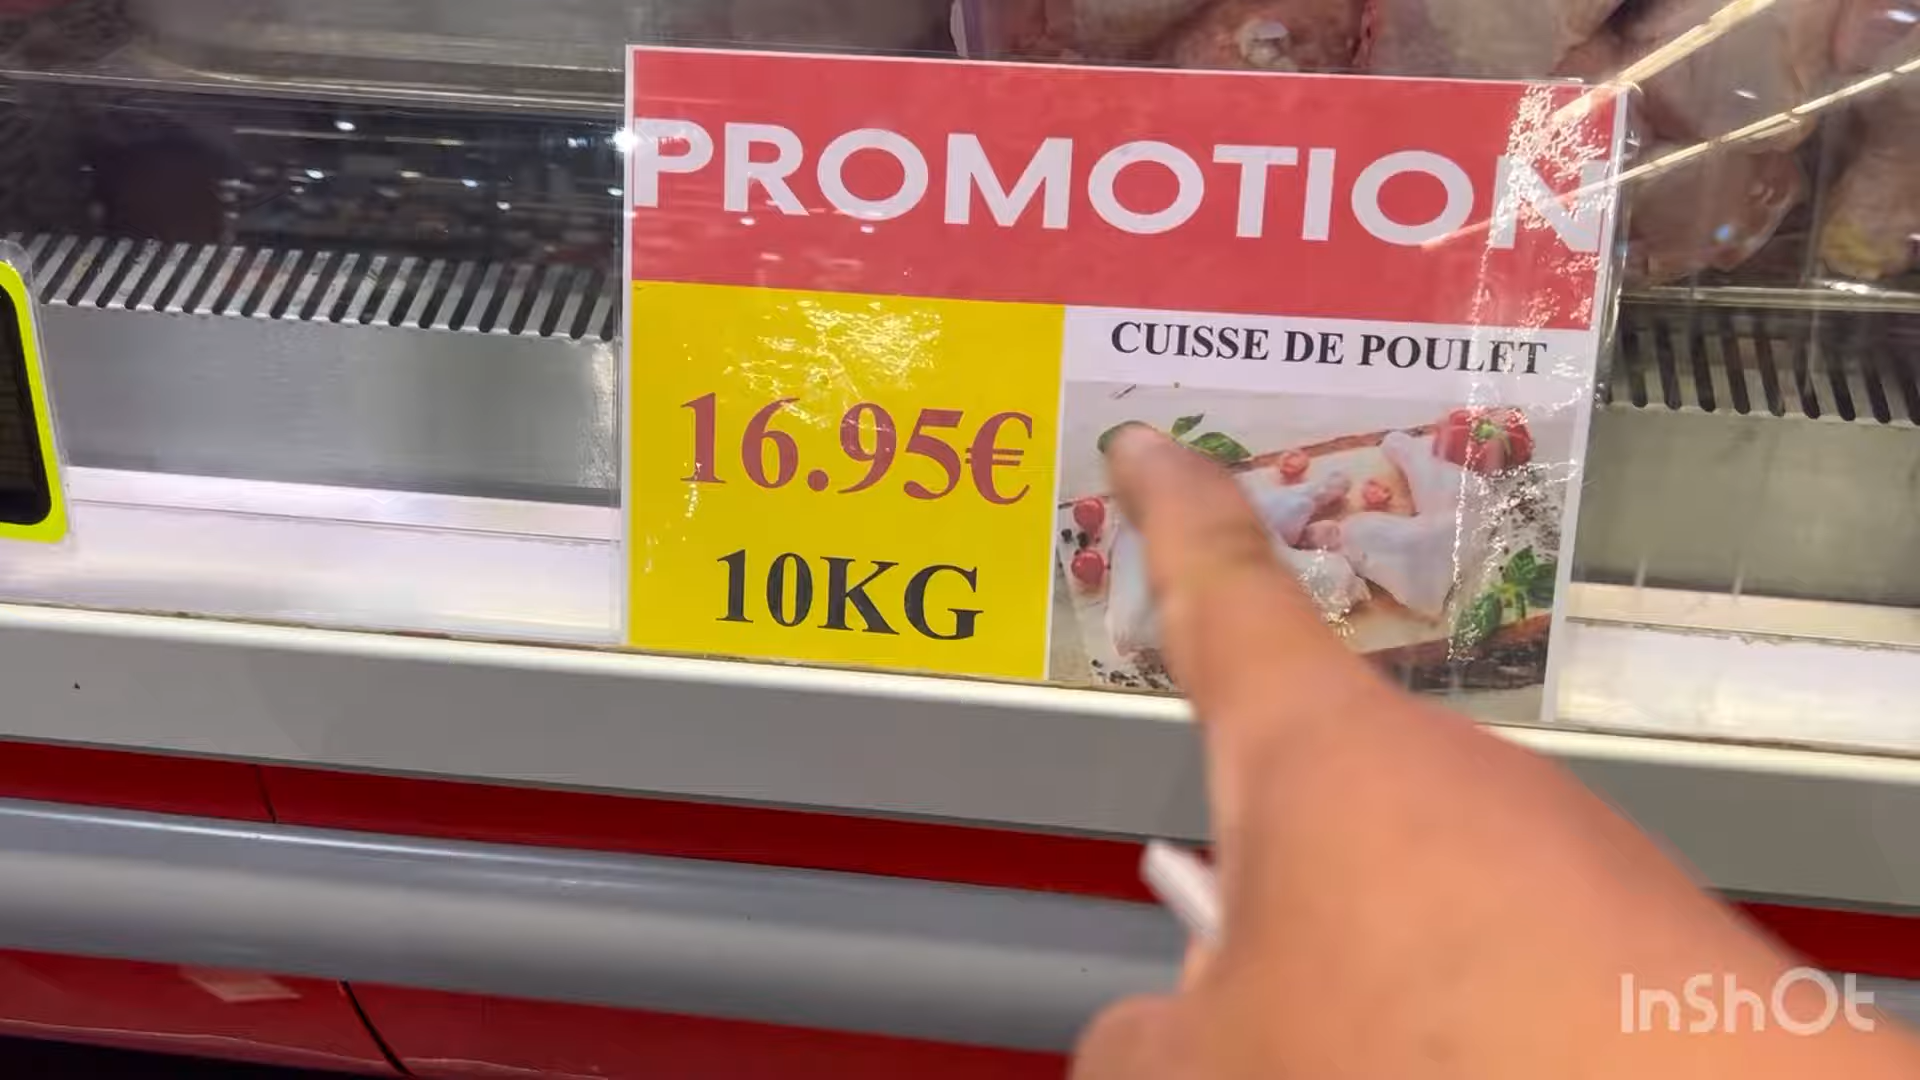 PROMOTION
CUISSE DE POULET
16.95€
10KG
InShOt